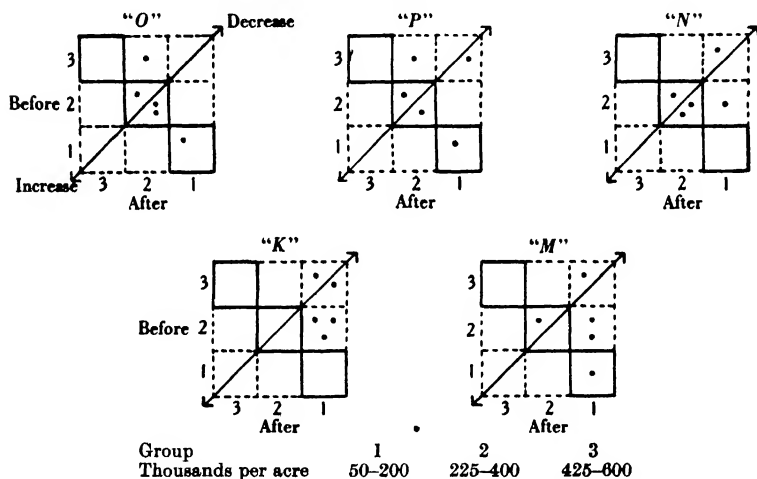 "O"
Decrease
"P"
"N"
3
Before 2
1
Increase
3 2 1
After
3
2
1
3 2 1
After
3
2
1
3 2 1
After
"K"
"M"
3
Before 2
1
3 2 1
After
3
2
1
3 2 1
After
Group 1 2 3
Thousands per acre 50–200 225–400 425–600